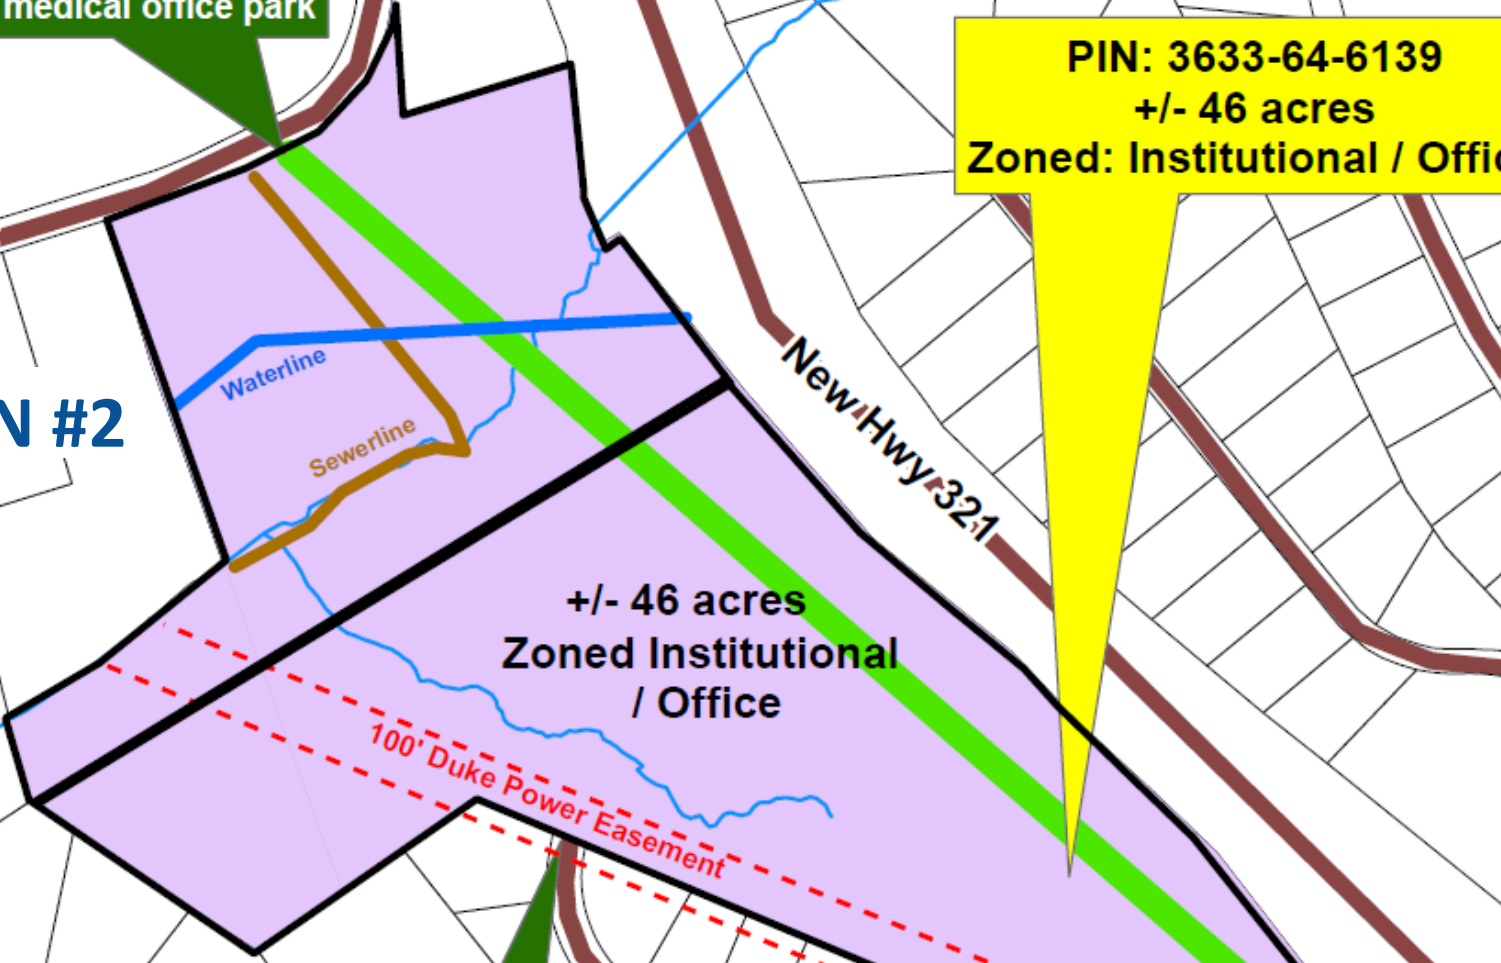 medical office park
PIN: 3633-64-6139
+/- 46 acres
Zoned: Institutional / Offic
Waterline
N #2
Sewerline
New Hwy 321
+/- 46 acres
Zoned Institutional
/ Office
100' Duke Power Easement